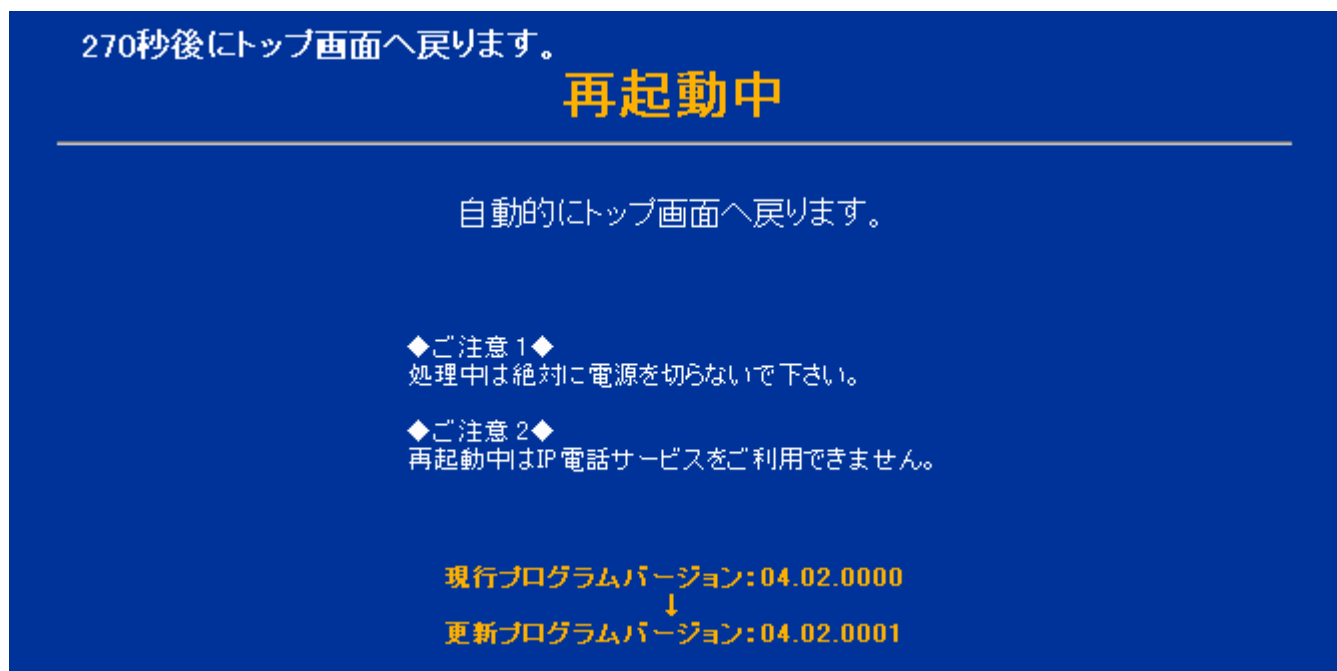 270秒後にトップ画面へ戻ります。
再起動中
自動的にトップ画面へ戻ります。
◆ご注意1◆
処理中は絶対に電源を切らないで下さい。
◆ご注意2◆
再起動中はIP電話サービスをご利用できません。
現行プログラムバージョン:04.02.0000
↓
更新プログラムバージョン:04.02.0001